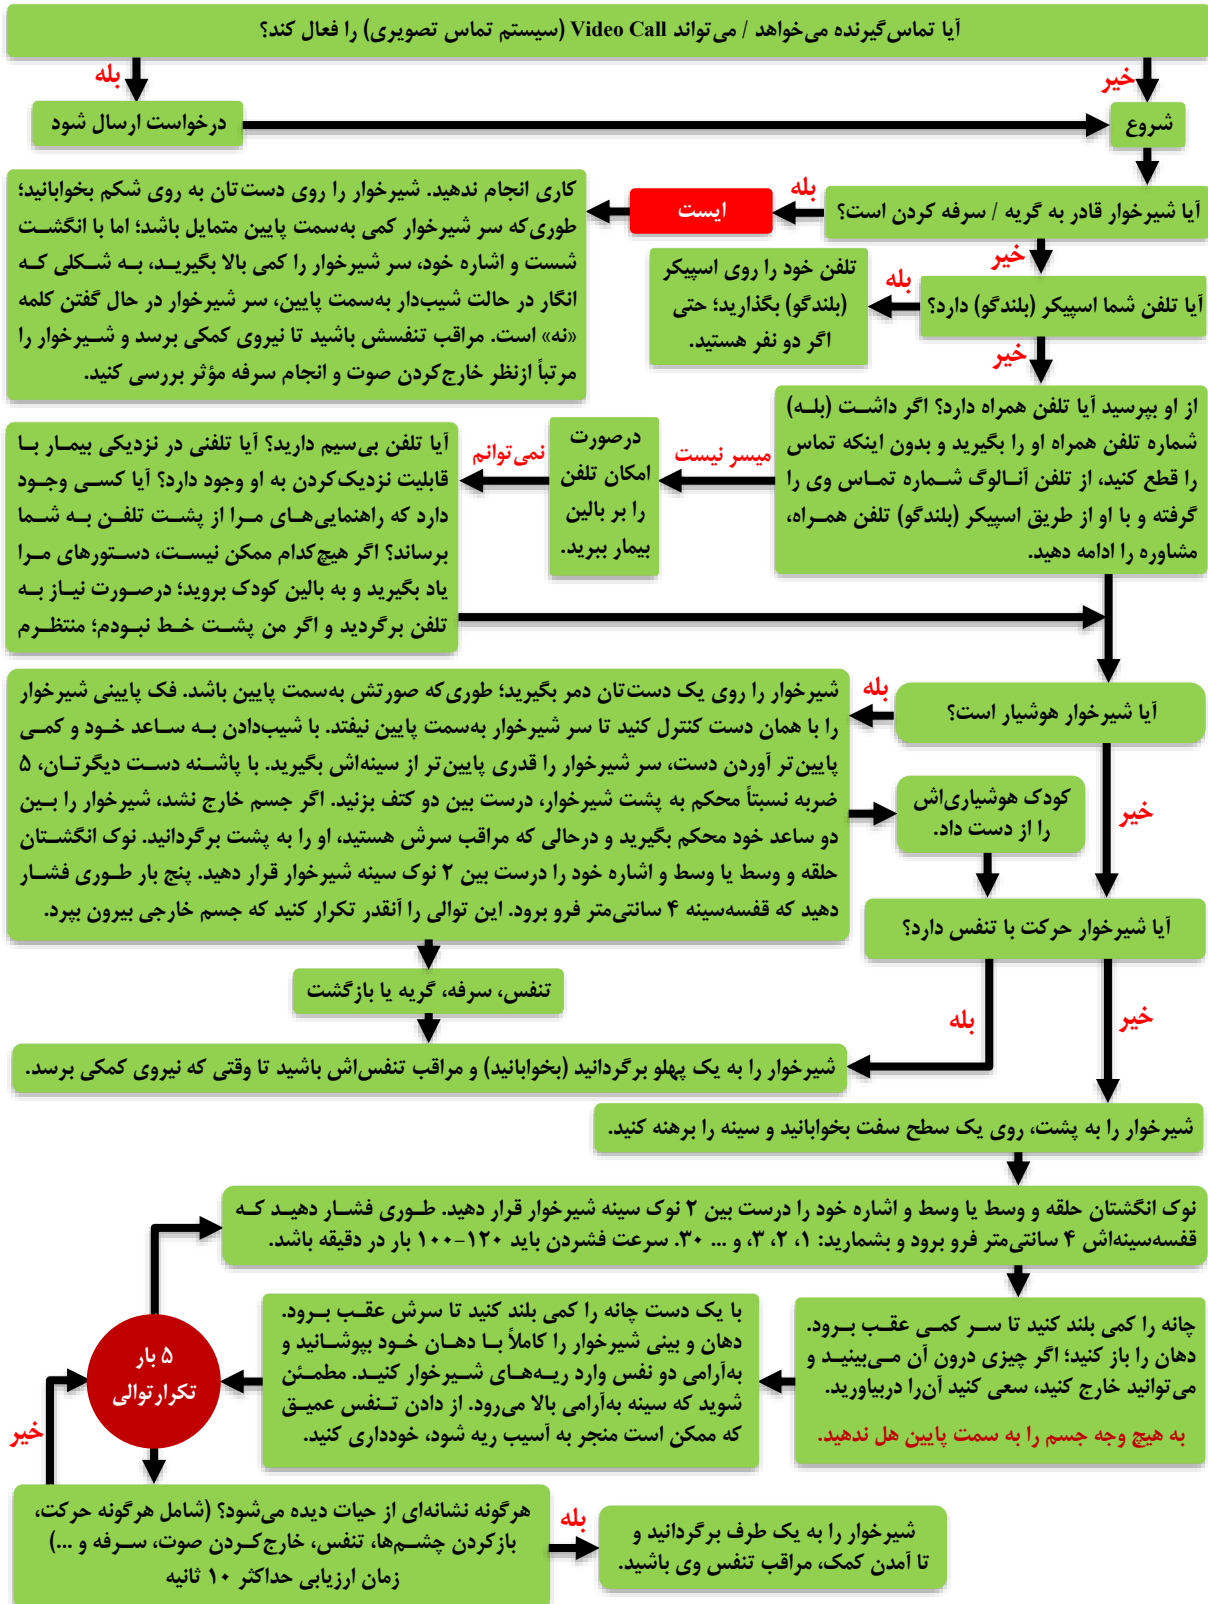 آیا تماس‌گیرنده می‌خواهد / می‌تواند Video Call (سیستم تماس تصویری) را فعال کند؟
بله
خیر
درخواست ارسال شود
شروع
آیا شیرخوار قادر به گریه / سرفه کردن است؟
بله
ایست
کاری انجام ندهید. شیرخوار را روی دست‌تان به روی شکم بخوابانید؛
طوری‌که سر شیرخوار کمی به‌سمت پایین متمایل باشد؛ اما با انگشت
شست و اشاره خود، سر شیرخوار را کمی بالا بگیرید، به شکلی که
انگار در حالت شیب‌دار به‌سمت پایین، سر شیرخوار در حال گفتن کلمه
«نه» است. مراقب تنفسش باشید تا نیروی کمکی برسد و شیرخوار را
مرتباً ازنظر خارج‌کردن صوت و انجام سرفه مؤثر بررسی کنید.
خیر
آیا تلفن شما اسپیکر (بلندگو) دارد؟
بله
تلفن خود را روی اسپیکر
(بلندگو) بگذارید؛ حتی
اگر دو نفر هستید.
خیر
از او بپرسید آیا تلفن همراه دارد؟ اگر داشت (بله)
شماره تلفن همراه او را بگیرید و بدون اینکه تماس
را قطع کنید، از تلفن آنالوگ شماره تماس وی را
گرفته و با او از طریق اسپیکر (بلندگو) تلفن همراه،
مشاوره را ادامه دهید.
میسر نیست
درصورت
امکان تلفن
را بر بالین
بیمار ببرید.
نمی‌توانم
آیا تلفن بی‌سیم دارید؟ آیا تلفنی در نزدیکی بیمار با
قابلیت نزدیک‌کردن به او وجود دارد؟ آیا کسی وجود
دارد که راهنمایی‌های مرا از پشت تلفن به شما
برساند؟ اگر هیچ‌کدام ممکن نیست، دستورهای مرا
یاد بگیرید و به بالین کودک بروید؛ درصورت نیاز به
تلفن برگردید و اگر من پشت خط نبودم؛ منتظرم
آیا شیرخوار هوشیار است؟
بله
شیرخوار را روی یک دست‌تان دمر بگیرید؛ طوری‌که صورتش به‌سمت پایین باشد. فک پایینی شیرخوار
را با همان دست کنترل کنید تا سر شیرخوار به‌سمت پایین نیفتد. با شیب‌دادن به ساعد خود و کمی
پایین‌تر آوردن دست، سر شیرخوار را قدری پایین‌تر از سینه‌اش بگیرید. با پاشنه دست دیگرتان، ۵
ضربه نسبتاً محکم به پشت شیرخوار، درست بین دو کتف بزنید. اگر جسم خارج نشد، شیرخوار را بین
دو ساعد خود محکم بگیرید و درحالی که مراقب سرش هستید، او را به پشت برگردانید. نوک انگشتان
حلقه و وسط یا وسط و اشاره خود را درست بین ۲ نوک سینه شیرخوار قرار دهید. پنج بار طوری فشار
دهید که قفسه‌سینه ۴ سانتی‌متر فرو برود. این توالی را آنقدر تکرار کنید که جسم خارجی بیرون بپرد.
کودک هوشیاری‌اش
را از دست داد.
خیر
آیا شیرخوار حرکت با تنفس دارد؟
تنفس، سرفه، گریه یا بازگشت
بله
خیر
شیرخوار را به یک پهلو برگردانید (بخوابانید) و مراقب تنفس‌اش باشید تا وقتی که نیروی کمکی برسد.
شیرخوار را به پشت، روی یک سطح سفت بخوابانید و سینه را برهنه کنید.
نوک انگشتان حلقه و وسط یا وسط و اشاره خود را درست بین ۲ نوک سینه شیرخوار قرار دهید. طوری فشار دهید که
قفسه‌سینه‌اش ۴ سانتی‌متر فرو برود و بشمارید: ۱، ۲، ۳، و ... ۳۰. سرعت فشردن باید ۱۲۰-۱۰۰ بار در دقیقه باشد.
چانه را کمی بلند کنید تا سر کمی عقب برود.
دهان را باز کنید؛ اگر چیزی درون آن می‌بینید و
می‌توانید خارج کنید، سعی کنید آن‌را دربیاورید.
به هیچ وجه جسم را به سمت پایین هل ندهید.
با یک دست چانه را کمی بلند کنید تا سرش عقب برود.
دهان و بینی شیرخوار را کاملاً با دهان خود بپوشانید و
به‌آرامی دو نفس وارد ریه‌های شیرخوار کنید. مطمئن
شوید که سینه به‌آرامی بالا می‌رود. از دادن تنفس عمیق
که ممکن است منجر به آسیب ریه شود، خودداری کنید.
۵ بار
تکرارتوالی
خیر
هرگونه نشانه‌ای از حیات دیده می‌شود؟ (شامل هرگونه حرکت،
بازکردن چشم‌ها، تنفس، خارج‌کردن صوت، سرفه و ...)
زمان ارزیابی حداکثر ۱۰ ثانیه
بله
شیرخوار را به یک طرف برگردانید و
تا آمدن کمک، مراقب تنفس وی باشید.